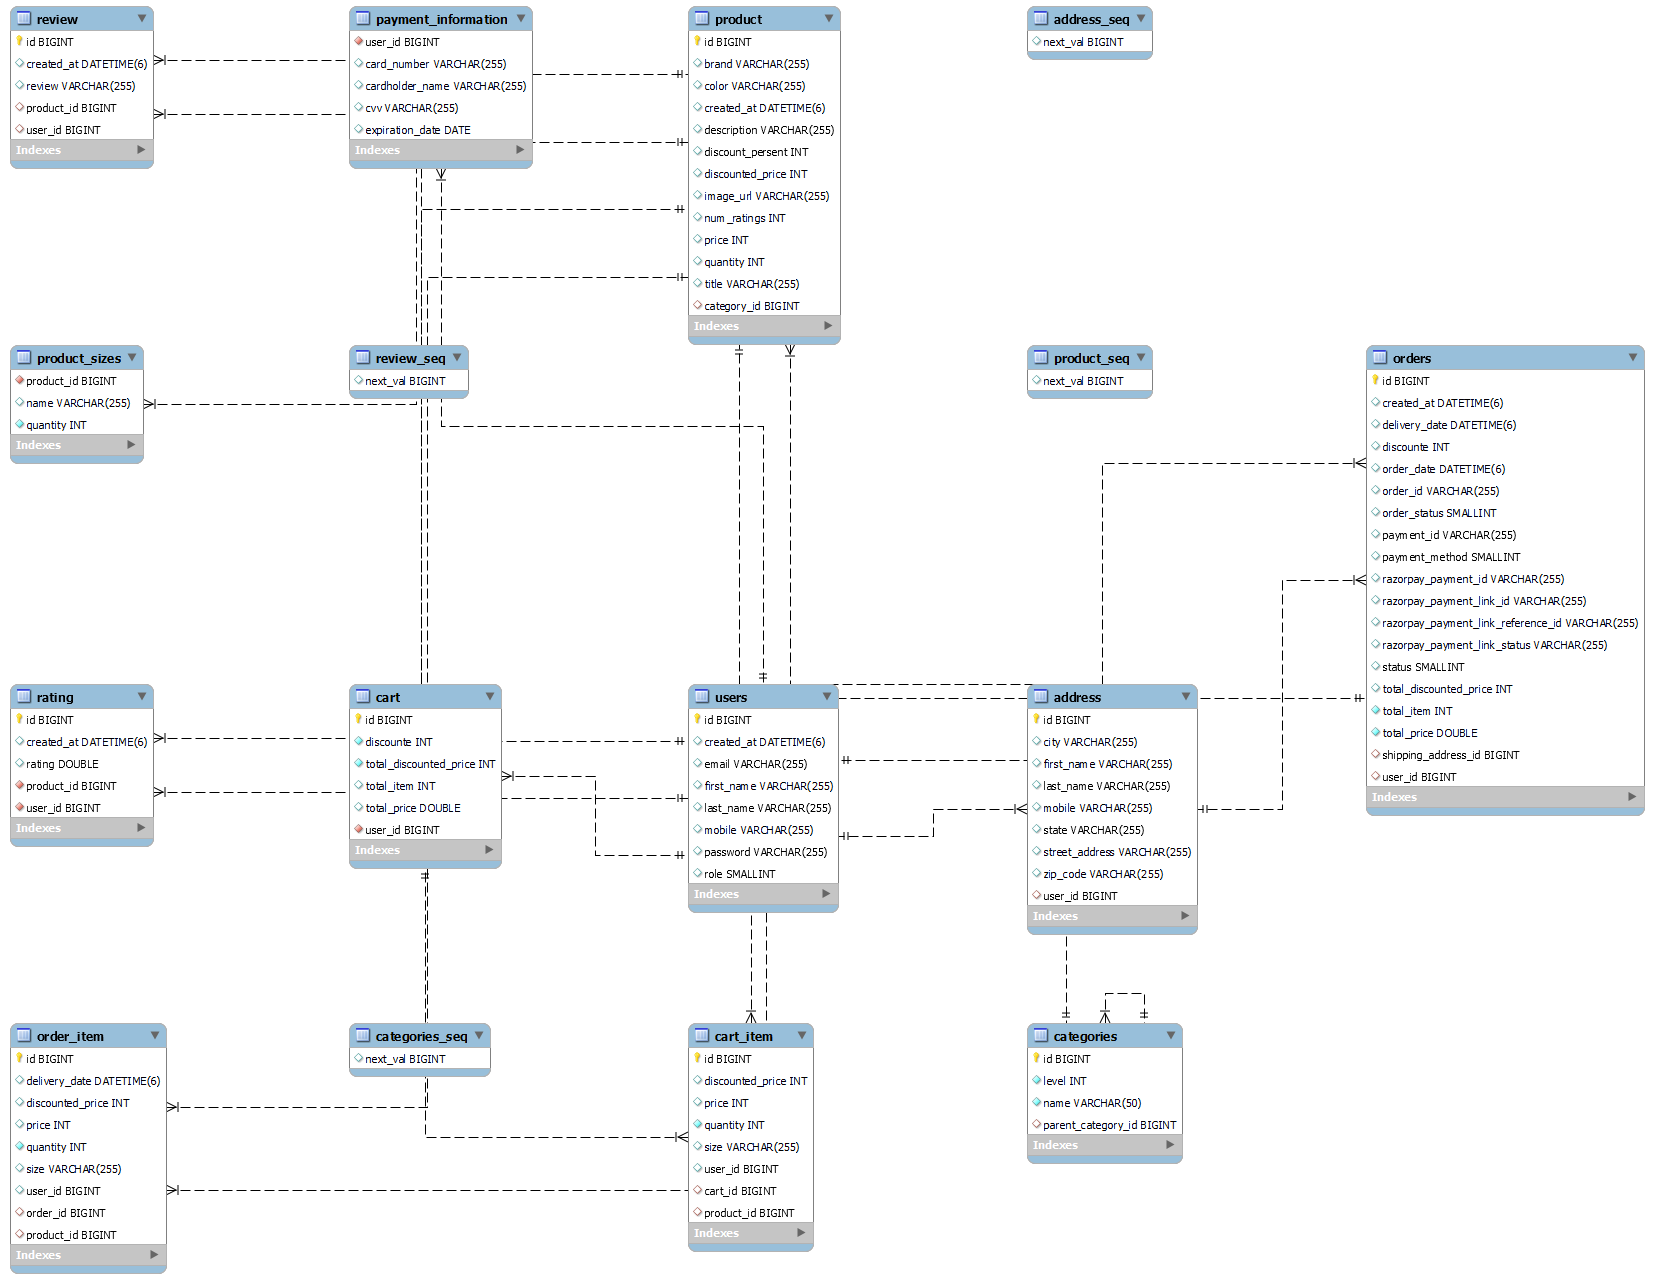 review
id BIGINT
created_at DATETIME(6)
review VARCHAR(255)
product_id BIGINT
user_id BIGINT
Indexes
payment_information
user_id BIGINT
card_number VARCHAR(255)
cardholder_name VARCHAR(255)
cvv VARCHAR(255)
expiration_date DATE
Indexes
product
id BIGINT
brand VARCHAR(255)
color VARCHAR(255)
created_at DATETIME(6)
description VARCHAR(255)
discount_persent INT
discounted_price INT
image_url VARCHAR(255)
num_ratings INT
price INT
quantity INT
title VARCHAR(255)
category_id BIGINT
Indexes
address_seq
next_val BIGINT
product_sizes
product_id BIGINT
name VARCHAR(255)
quantity INT
Indexes
review_seq
next_val BIGINT
product_seq
next_val BIGINT
orders
id BIGINT
created_at DATETIME(6)
delivery_date DATETIME(6)
discounte INT
order_date DATETIME(6)
order_id VARCHAR(255)
order_status SMALLINT
payment_id VARCHAR(255)
payment_method SMALLINT
razorpay_payment_id VARCHAR(255)
razorpay_payment_link_id VARCHAR(255)
razorpay_payment_link_reference_id VARCHAR(255)
razorpay_payment_link_status VARCHAR(255)
status SMALLINT
total_discounted_price INT
total_item INT
total_price DOUBLE
shipping_address_id BIGINT
user_id BIGINT
Indexes
rating
id BIGINT
created_at DATETIME(6)
rating DOUBLE
product_id BIGINT
user_id BIGINT
Indexes
cart
id BIGINT
discounte INT
total_discounted_price INT
total_item INT
total_price DOUBLE
user_id BIGINT
Indexes
users
id BIGINT
created_at DATETIME(6)
email VARCHAR(255)
first_name VARCHAR(255)
last_name VARCHAR(255)
mobile VARCHAR(255)
password VARCHAR(255)
role SMALLINT
Indexes
address
id BIGINT
city VARCHAR(255)
first_name VARCHAR(255)
last_name VARCHAR(255)
mobile VARCHAR(255)
state VARCHAR(255)
street_address VARCHAR(255)
zip_code VARCHAR(255)
user_id BIGINT
Indexes
order_item
id BIGINT
delivery_date DATETIME(6)
discounted_price INT
price INT
quantity INT
size VARCHAR(255)
user_id BIGINT
order_id BIGINT
product_id BIGINT
Indexes
categories_seq
next_val BIGINT
cart_item
id BIGINT
discounted_price INT
price INT
quantity INT
size VARCHAR(255)
user_id BIGINT
cart_id BIGINT
product_id BIGINT
Indexes
categories
id BIGINT
level INT
name VARCHAR(50)
parent_category_id BIGINT
Indexes